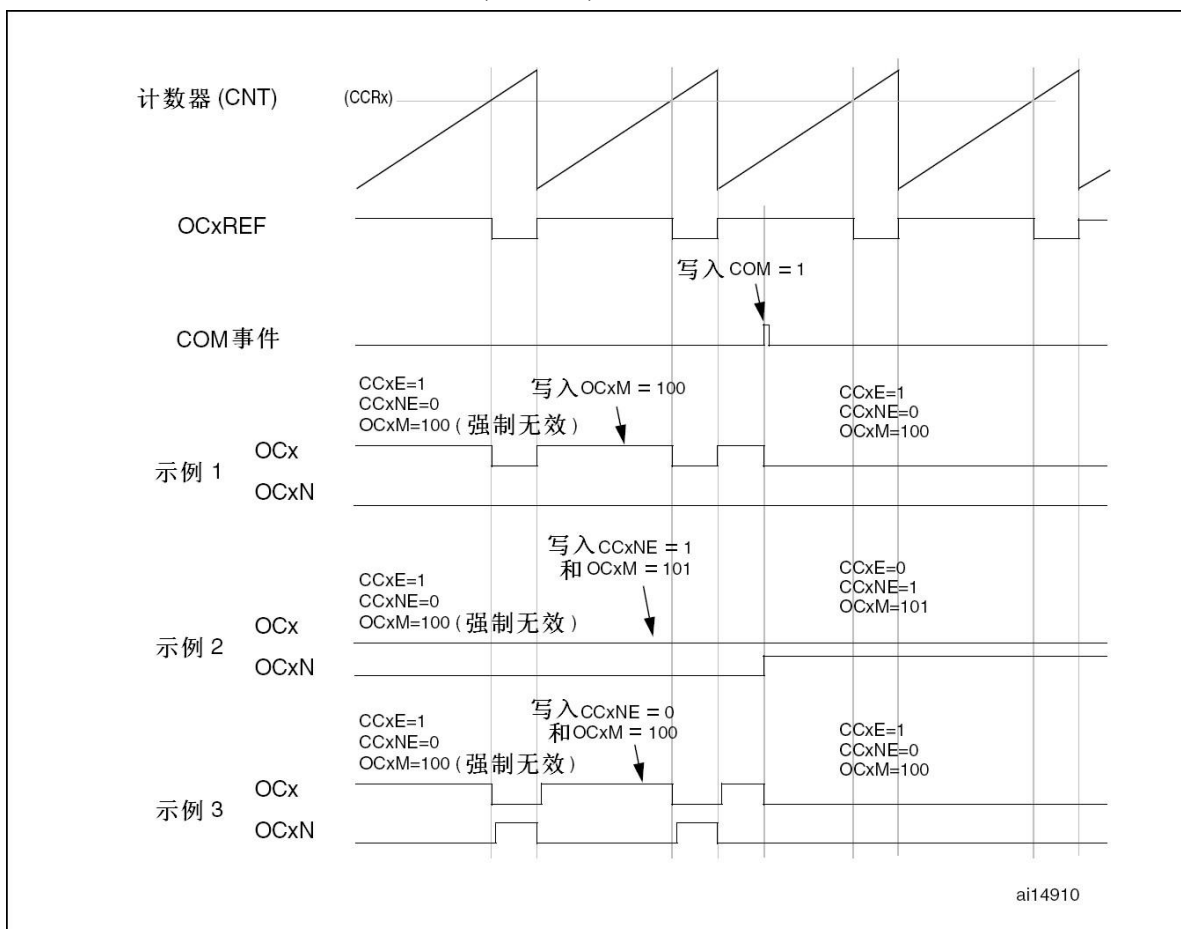 计数器 (CNT)
(CCRx)
OCxREF
写入 COM = 1
COM 事件
CCxE=1
CCxNE=0
OCxM=100 ( 强制无效 )
写入 OCxM = 100
CCxE=1
CCxNE=0
OCxM=100
示例 1
OCx
OCxN
写入 CCxNE = 1
和 OCxM = 101
CCxE=1
CCxNE=0
OCxM=100 ( 强制无效 )
CCxE=0
CCxNE=1
OCxM=101
示例 2
OCx
OCxN
写入 CCxNE = 0
和 OCxM = 100
CCxE=1
CCxNE=0
OCxM=100 ( 强制无效 )
CCxE=1
CCxNE=0
OCxM=100
示例 3
OCx
OCxN
ai14910